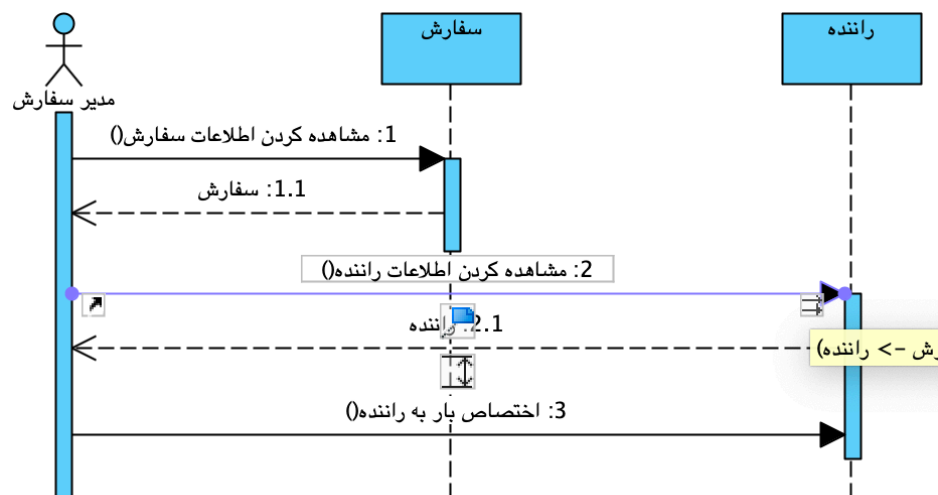 سفارش
راننده
مدیر سفارش
1: مشاهده کردن اطلاعات سفارش()
1.1: سفارش
2: مشاهده کردن اطلاعات راننده()
2.1: راننده
رش -> راننده)
3: اختصاص بار به راننده()